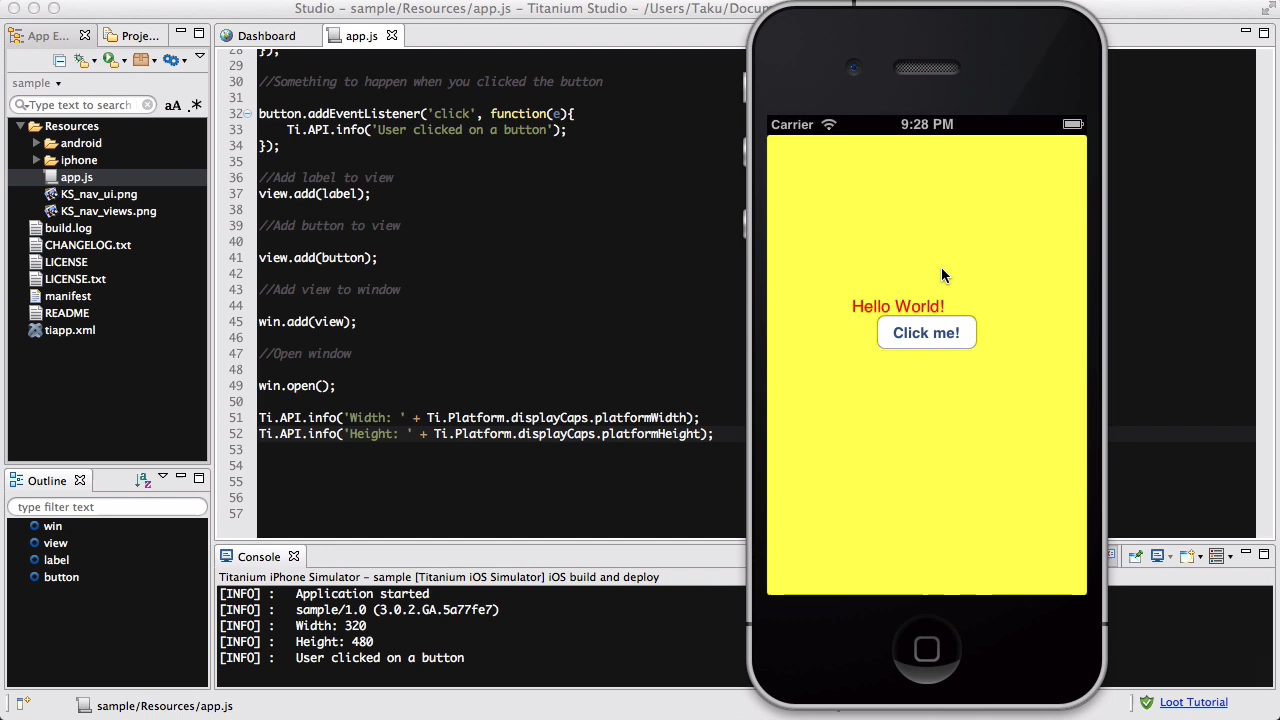 Studio - sample/Resources/app.js - Titanium Studio - /Users/Taku/Docum
App E...
Proje...
sample
Type text to search
aA .*
Resources
android
iphone
app.js
KS_nav_ui.png
KS_nav_views.png
build.log
CHANGELOG.txt
LICENSE
LICENSE.txt
manifest
README
tiapp.xml
Outline
type filter text
win
view
label
button
Dashboard
app.js
28 });
29
30 //Something to happen when you clicked the button
31
32 button.addEventListener('click', function(e){
33 Ti.API.info('User clicked on a button');
34 });
35
36 //Add label to view
37 view.add(label);
38
39 //Add button to view
40
41 view.add(button);
42
43 //Add view to window
44
45 win.add(view);
46
47 //Open window
48
49 win.open();
50
51 Ti.API.info('Width: ' + Ti.Platform.displayCaps.platformWidth);
52 Ti.API.info('Height: ' + Ti.Platform.displayCaps.platformHeight);
53
54
55
56
57
Console
Titanium iPhone Simulator - sample [Titanium iOS Simulator] iOS build and deploy
[INFO] : Application started
[INFO] : sample/1.0 (3.0.2.GA.5a77fe7)
[INFO] : Width: 320
[INFO] : Height: 480
[INFO] : User clicked on a button
Carrier 9:28 PM
Hello World!
Click me!
sample/Resources/app.js
Loot Tutorial